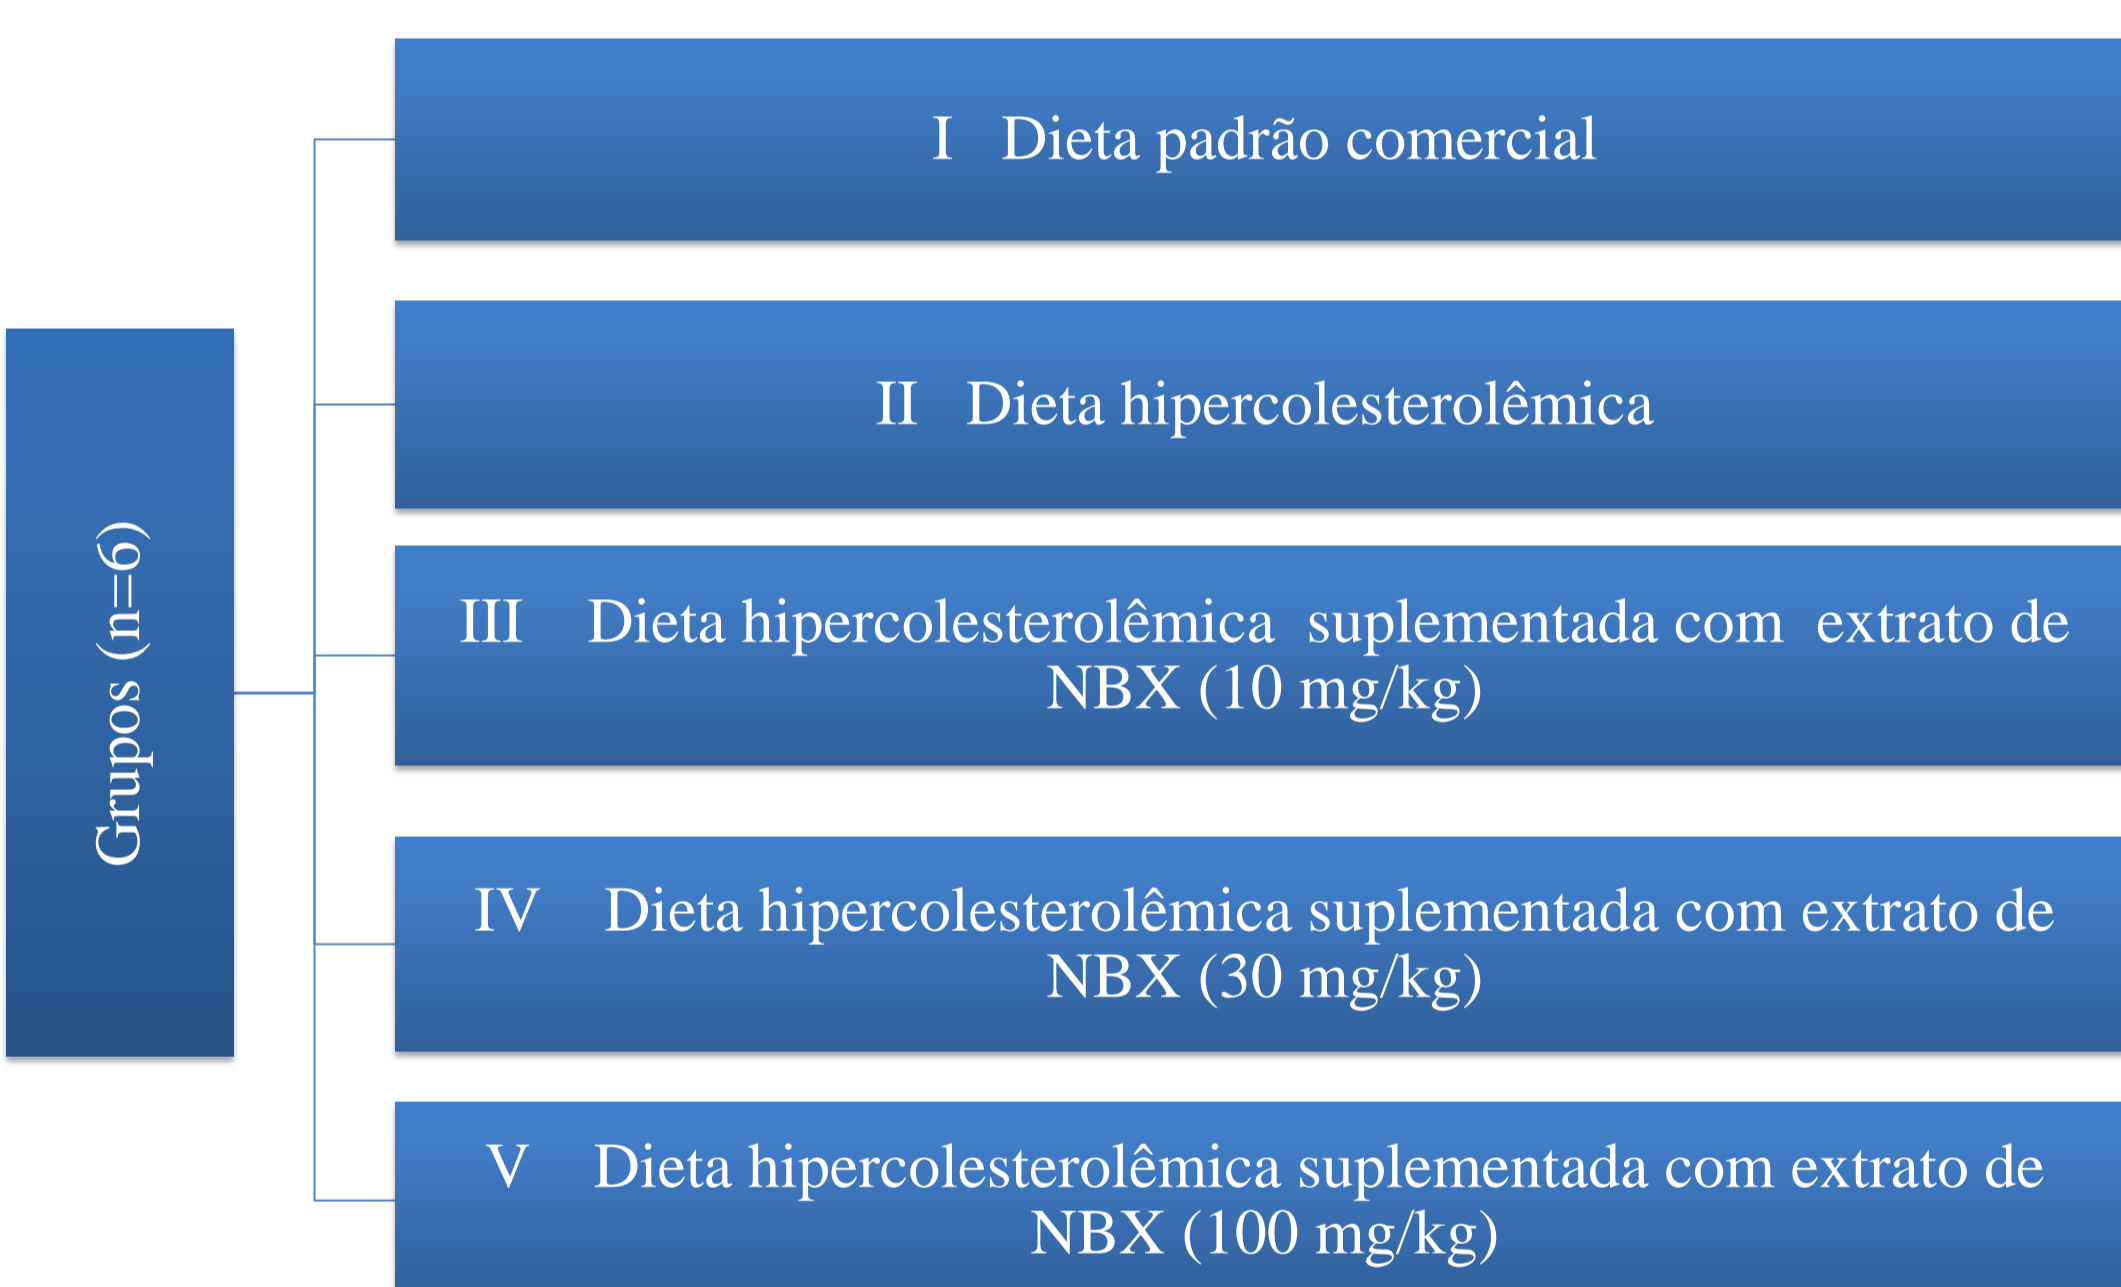 Grupos (n=6)
I Dieta padrão comercial
II Dieta hipercolesterolêmica
III Dieta hipercolesterolêmica suplementada com extrato de
NBX (10 mg/kg)
IV Dieta hipercolesterolêmica suplementada com extrato de
NBX (30 mg/kg)
V Dieta hipercolesterolêmica suplementada com extrato de
NBX (100 mg/kg)